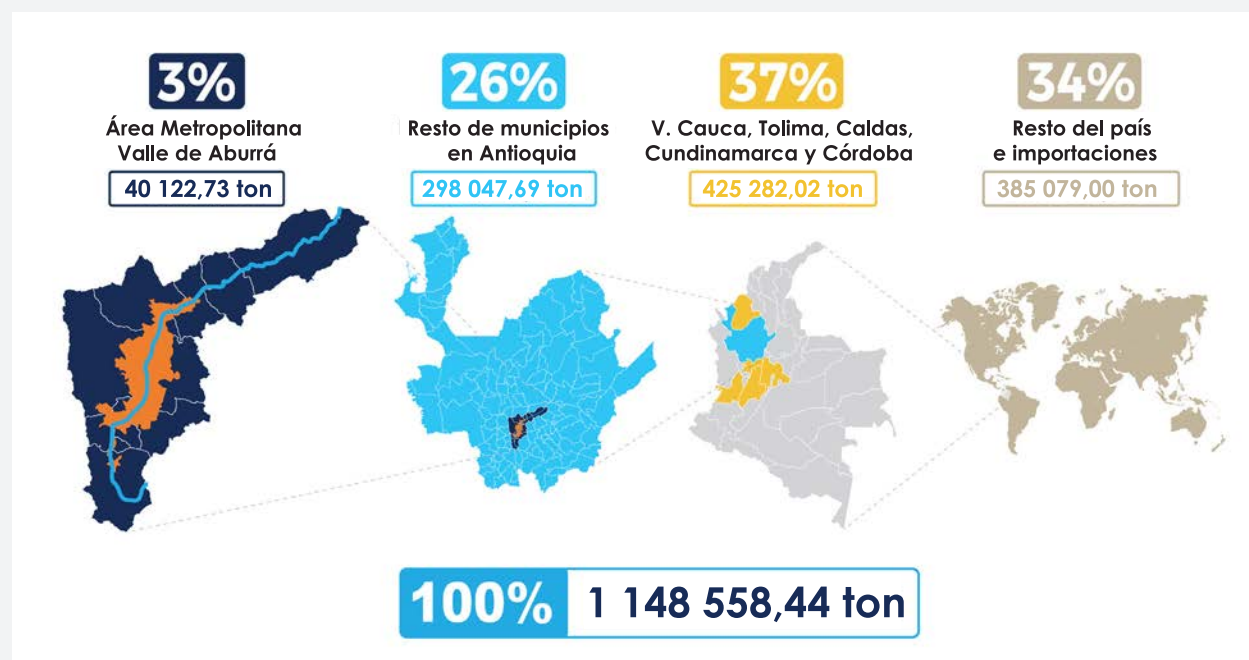 3%
Área Metropolitana
Valle de Aburrá
40 122,73 ton
26%
Resto de municipios
en Antioquia
298 047,69 ton
37%
V. Cauca, Tolima, Caldas,
Cundinamarca y Córdoba
425 282,02 ton
34%
Resto del país
e importaciones
385 079,00 ton
100% 1 148 558,44 ton